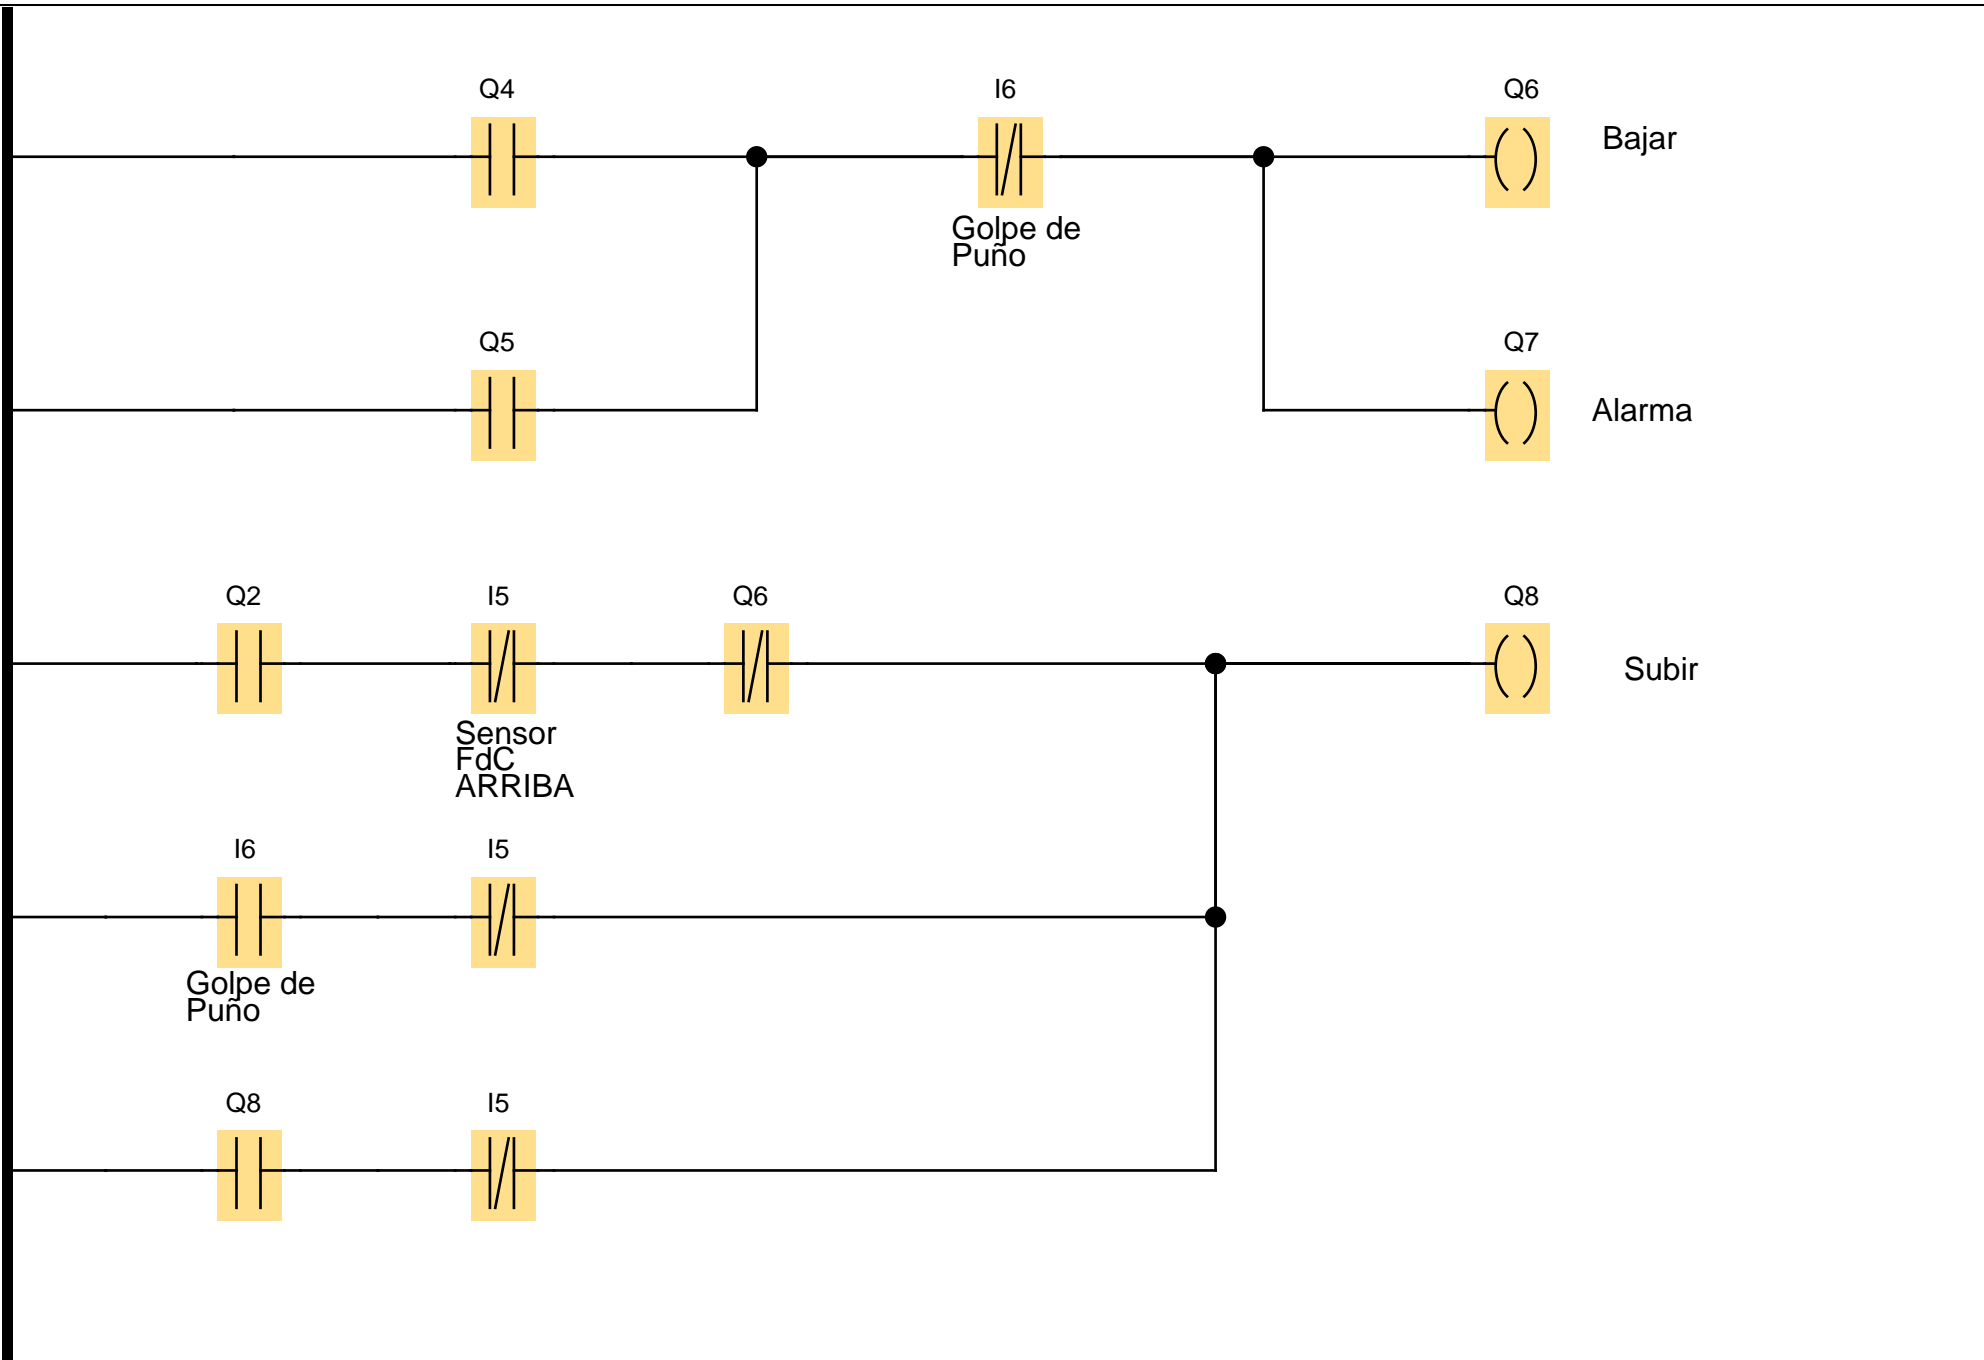 Q4
I6
Q6
Bajar
Golpe de
Puño
Q5
Q7
Alarma
Q2
I5
Q6
Q8
Subir
Sensor
FdC
ARRIBA
I6
I5
Golpe de
Puño
Q8
I5